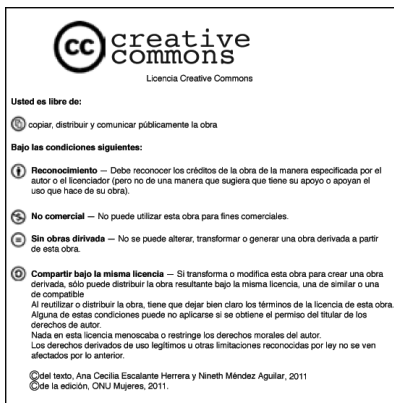 cc creative
commons
Licencia Creative Commons
Usted es libre de:
copiar, distribuir y comunicar públicamente la obra
Bajo las condiciones siguientes:
Reconocimiento — Debe reconocer los créditos de la obra de la manera especificada por el
autor o el licenciador (pero no de una manera que sugiera que tiene su apoyo o apoyan el
uso que hace de su obra).
No comercial — No puede utilizar esta obra para fines comerciales.
Sin obras dirivada — No se puede alterar, transformar o generar una obra derivada a partir
de esta obra.
Compartir bajo la misma licencia — Si transforma o modifica esta obra para crear una obra
derivada, sólo puede distribuir la obra resultante bajo la misma licencia, una de similar o una
de compatible
Al reutilizar o distribuir la obra, tiene que dejar bien claro los términos de la licencia de esta obra.
Alguna de estas condiciones puede no aplicarse si se obtiene el permiso del titular de los
derechos de autor.
Nada en esta licencia menoscaba o restringe los derechos morales del autor.
Los derechos derivados de uso legítimos u otras limitaciones reconocidas por ley no se ven
afectados por lo anterior.
©del texto, Ana Cecilia Escalante Herrera y Nineth Méndez Aguilar, 2011
©de la edición, ONU Mujeres, 2011.